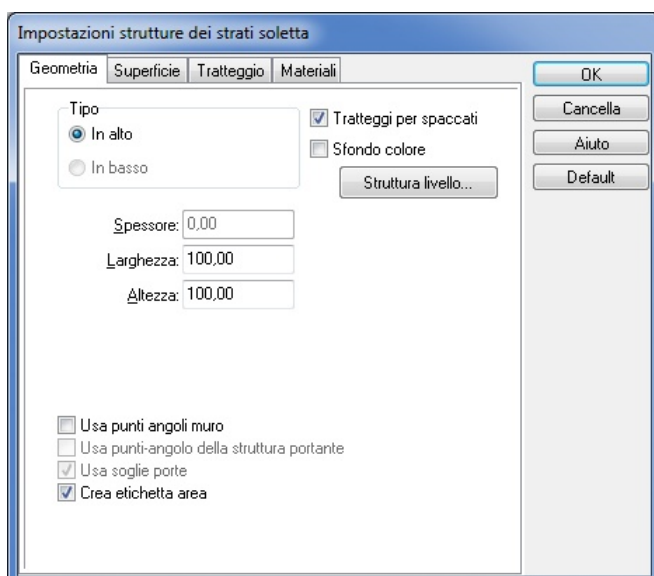 Impostazioni strutture dei strati soletta
Geometria Superficie Tratteggio Materiali
OK
Cancella
Aiuto
Default
Tipo
In alto
In basso
Tratteggi per spaccati
Sfondo colore
Struttura livello...
Spessore: 0,00
Larghezza: 100,00
Altezza: 100,00
Usa punti angoli muro
Usa punti-angolo della struttura portante
Usa soglie porte
Crea etichetta area